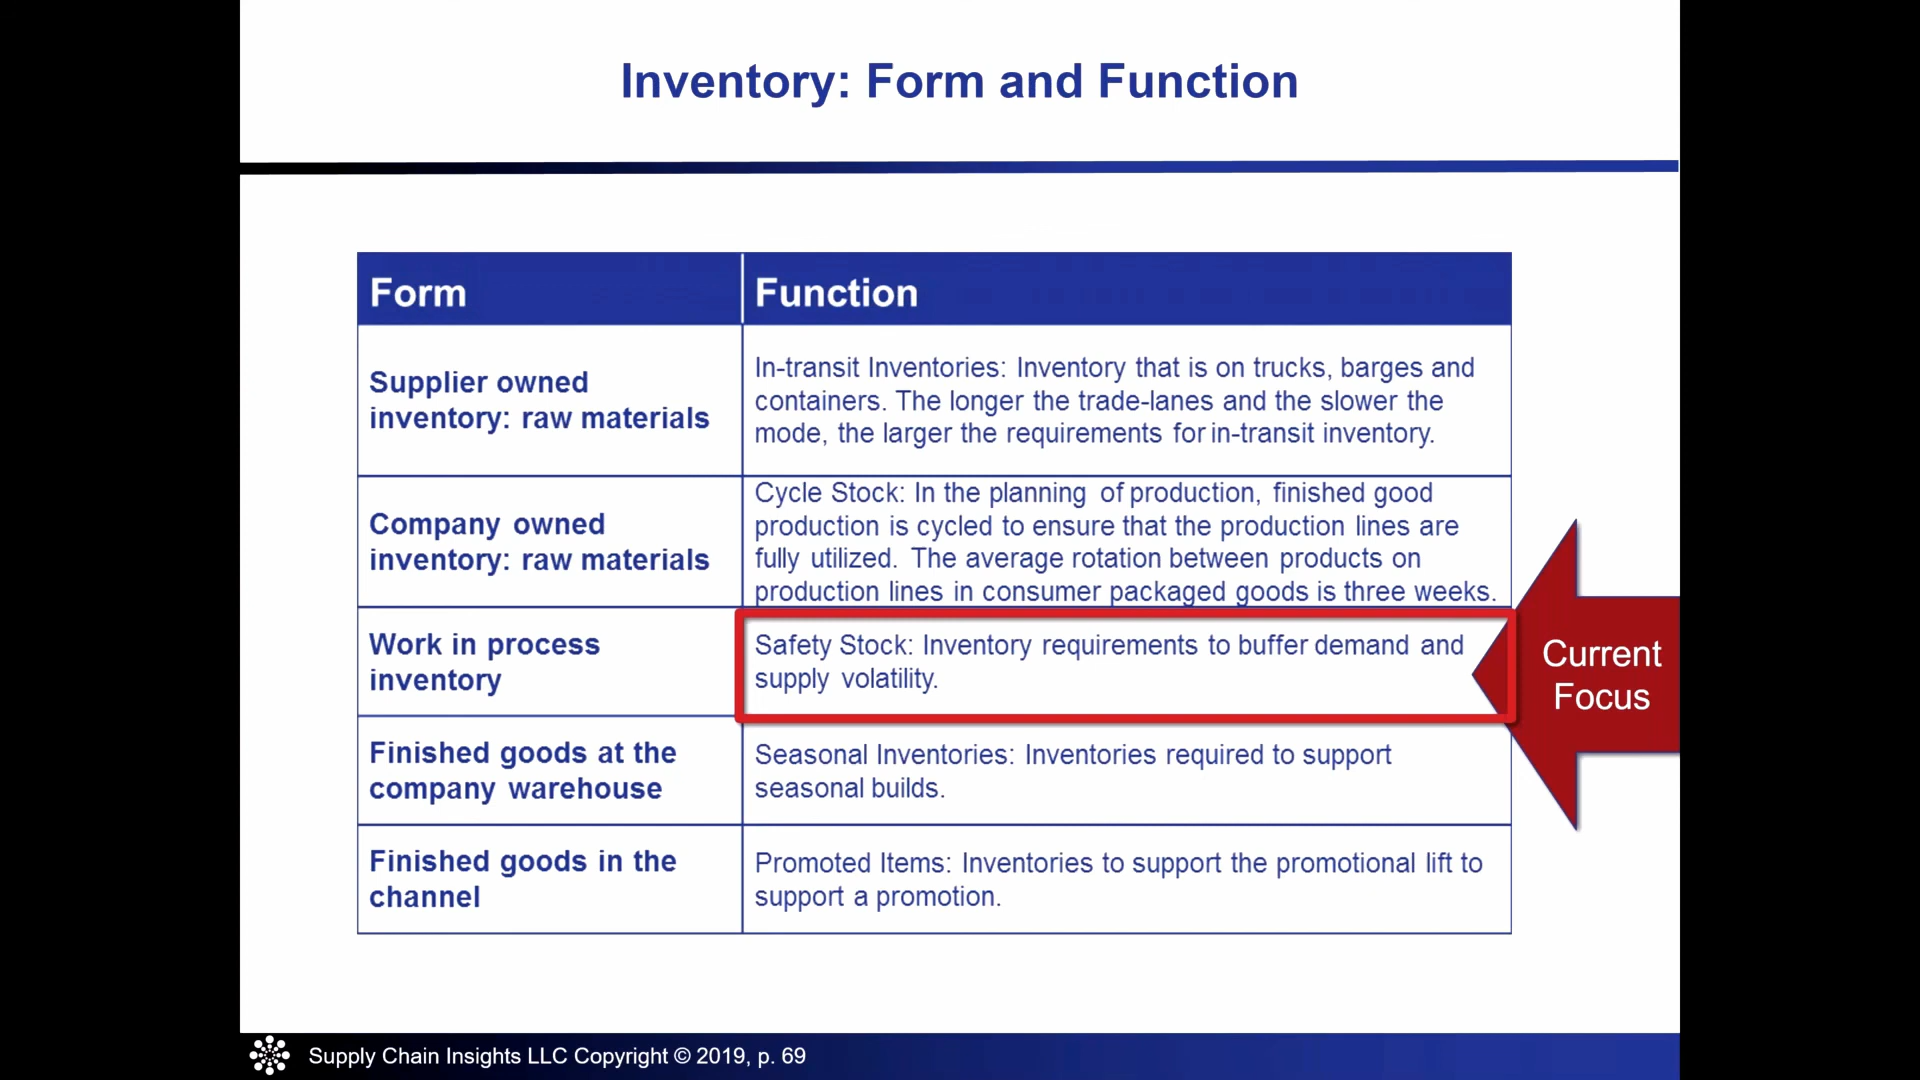 Inventory: Form and Function
Form
Function
Supplier owned
inventory: raw materials
In-transit Inventories: Inventory that is on trucks, barges and
containers. The longer the trade-lanes and the slower the
mode, the larger the requirements for in-transit inventory.
Company owned
inventory: raw materials
Cycle Stock: In the planning of production, finished good
production is cycled to ensure that the production lines are
fully utilized. The average rotation between products on
production lines in consumer packaged goods is three weeks.
Work in process
inventory
Safety Stock: Inventory requirements to buffer demand and
supply volatility.
Current
Focus
Finished goods at the
company warehouse
Seasonal Inventories: Inventories required to support
seasonal builds.
Finished goods in the
channel
Promoted Items: Inventories to support the promotional lift to
support a promotion.
Supply Chain Insights LLC Copyright © 2019, p. 69